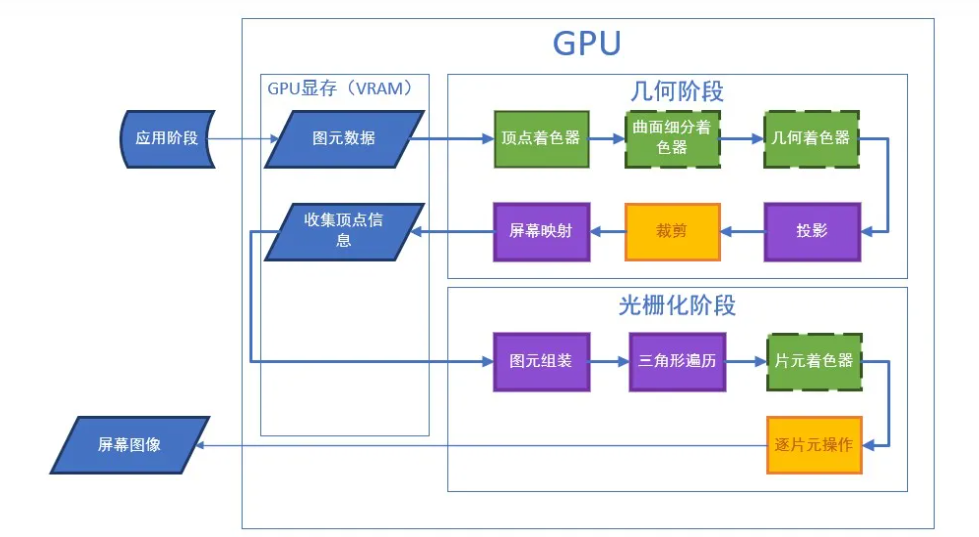 GPU
GPU显存（VRAM）
几何阶段
应用阶段
图元数据
顶点着色器
曲面细分着
色器
几何着色器
收集顶点信
息
屏幕映射
裁剪
投影
光栅化阶段
图元组装
三角形遍历
片元着色器
屏幕图像
逐片元操作